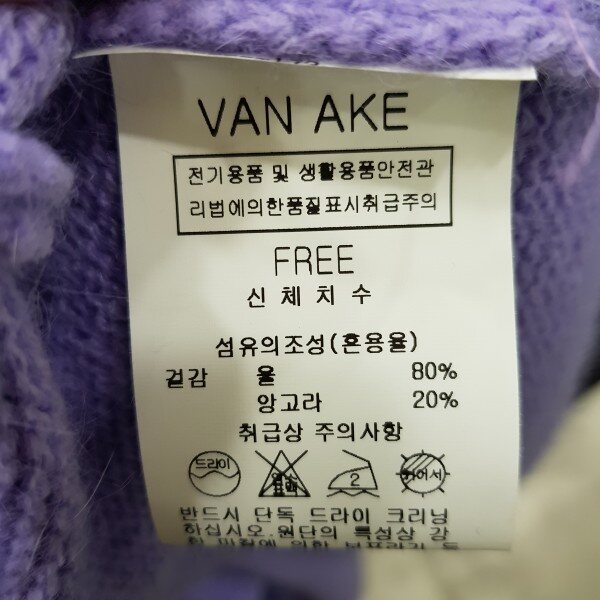 VAN AKE
전기용품 및 생활용품안전관
리법에의한품질표시취급주의
FREE
신 체 치 수
섬유의조성(혼용율)
겉감 울 80%
앙고라 20%
취급상 주의사항
드라이
2
반드시 단독 드라이 크리닝
하십시오.원단의 특성상 강